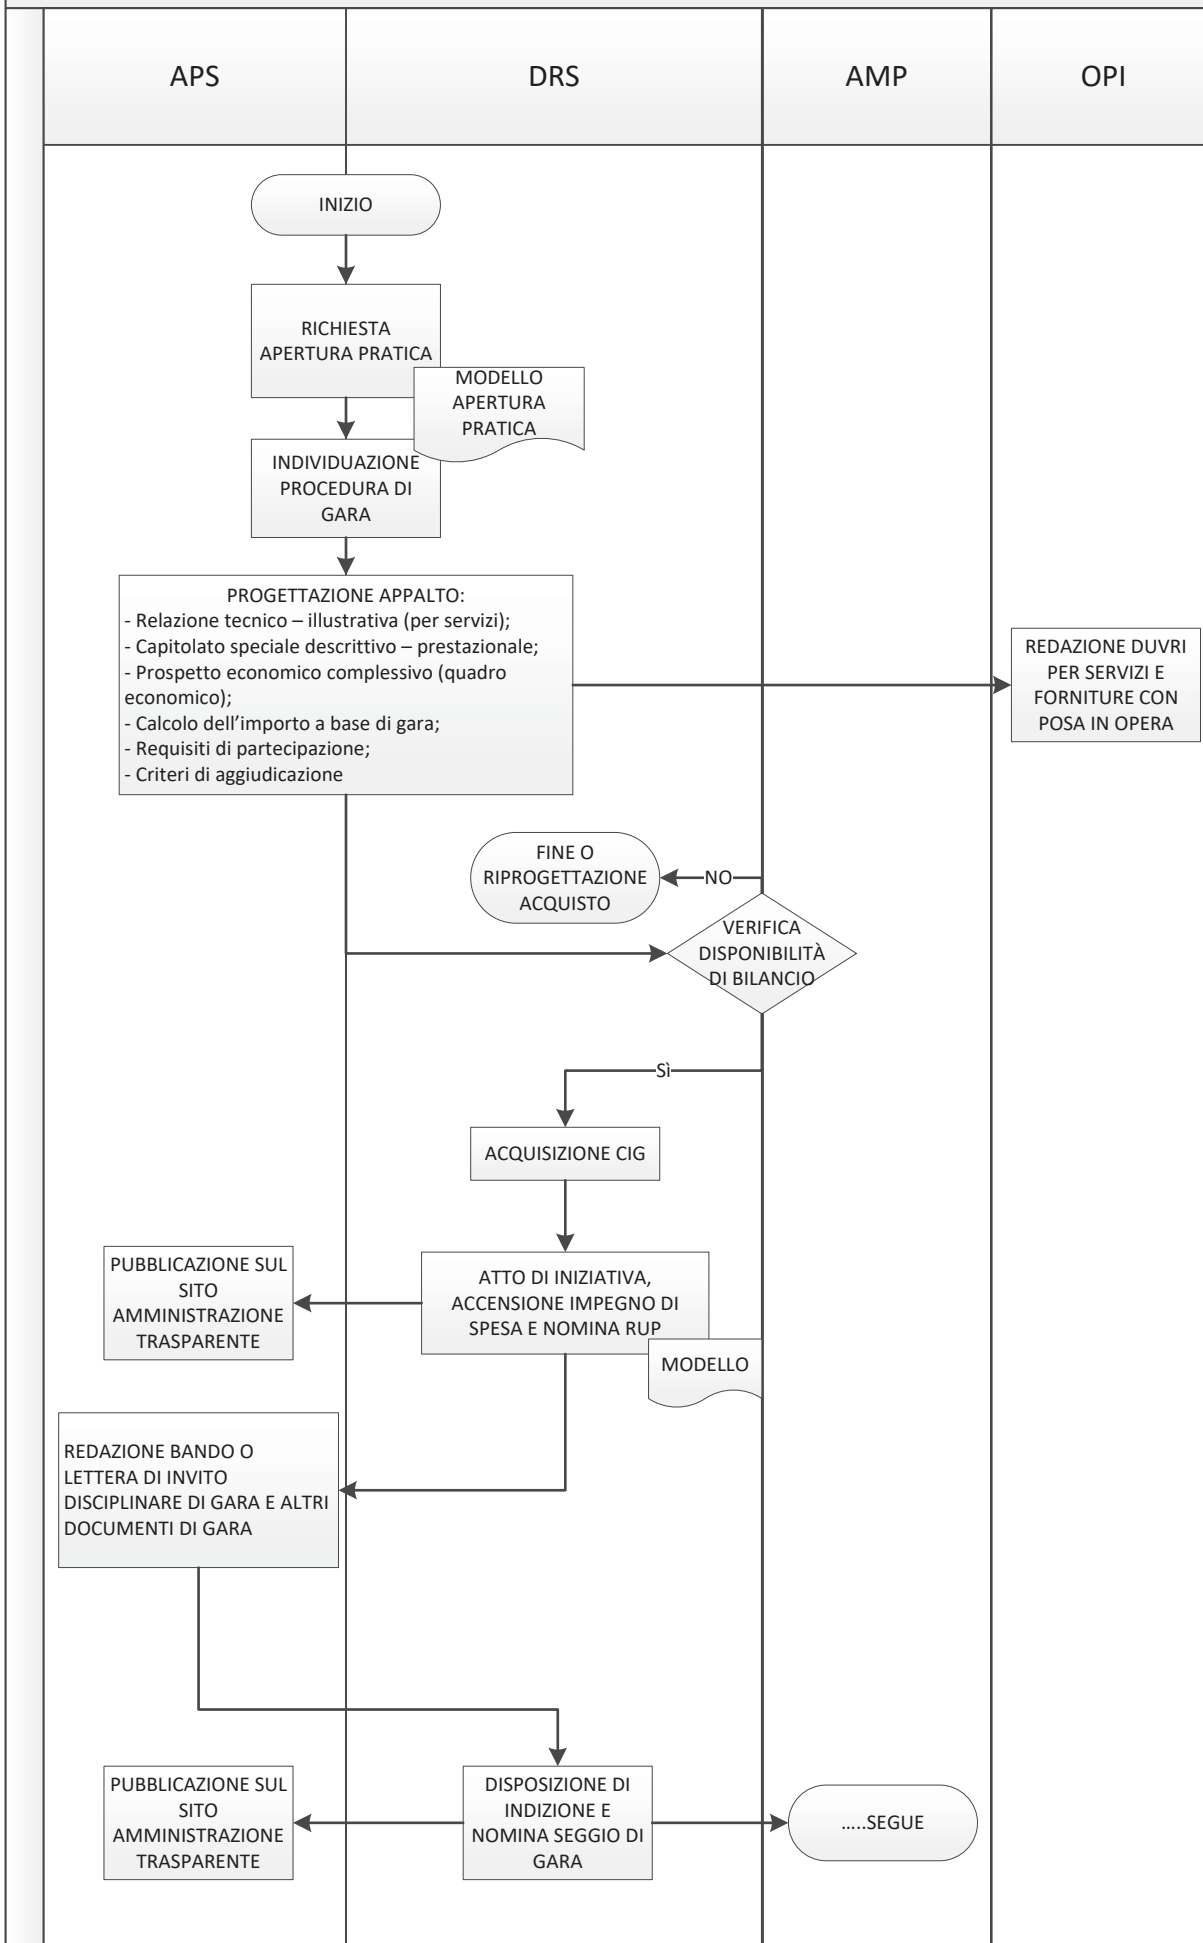 APS
DRS
AMP
OPI
INIZIO
RICHIESTA
APERTURA PRATICA
MODELLO
APERTURA
PRATICA
INDIVIDUAZIONE
PROCEDURA DI
GARA
PROGETTAZIONE APPALTO:
- Relazione tecnico – illustrativa (per servizi);
- Capitolato speciale descrittivo – prestazionale;
- Prospetto economico complessivo (quadro
economico);
- Calcolo dell’importo a base di gara;
- Requisiti di partecipazione;
- Criteri di aggiudicazione
REDAZIONE DUVRI
PER SERVIZI E
FORNITURE CON
POSA IN OPERA
FINE O
RIPROGETTAZIONE
ACQUISTO
NO
VERIFICA
DISPONIBILITÀ
DI BILANCIO
Sì
ACQUISIZIONE CIG
PUBBLICAZIONE SUL
SITO
AMMINISTRAZIONE
TRASPARENTE
ATTO DI INIZIATIVA,
ACCENSIONE IMPEGNO DI
SPESA E NOMINA RUP
MODELLO
REDAZIONE BANDO O
LETTERA DI INVITO
DISCIPLINARE DI GARA E ALTRI
DOCUMENTI DI GARA
PUBBLICAZIONE SUL
SITO
AMMINISTRAZIONE
TRASPARENTE
DISPOSIZIONE DI
INDIZIONE E
NOMINA SEGGIO DI
GARA
…..SEGUE